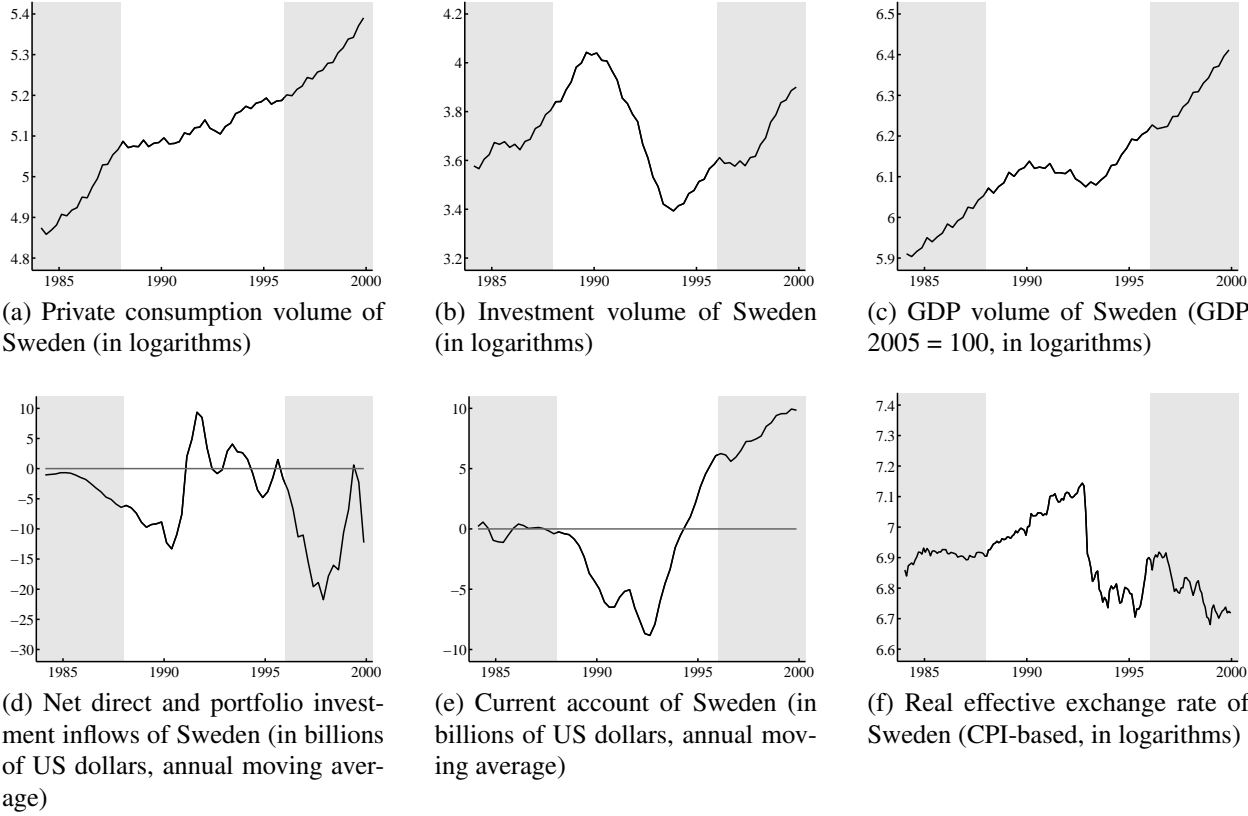 5.4
5.3
5.2
5.1
5
4.9
4.8
1985 1990 1995 2000
(a) Private consumption volume of
Sweden (in logarithms)
4.2
4
3.8
3.6
3.4
3.2
1985 1990 1995 2000
(b) Investment volume of Sweden
(in logarithms)
6.5
6.4
6.3
6.2
6.1
6
5.9
1985 1990 1995 2000
(c) GDP volume of Sweden (GDP
2005 = 100, in logarithms)
10
5
0
−5
−10
−15
−20
−25
−30
1985 1990 1995 2000
(d) Net direct and portfolio invest-
ment inflows of Sweden (in billions
of US dollars, annual moving aver-
age)
10
5
0
−5
−10
1985 1990 1995 2000
(e) Current account of Sweden (in
billions of US dollars, annual mov-
ing average)
7.4
7.3
7.2
7.1
7
6.9
6.8
6.7
6.6
1985 1990 1995 2000
(f) Real effective exchange rate of
Sweden (CPI-based, in logarithms)